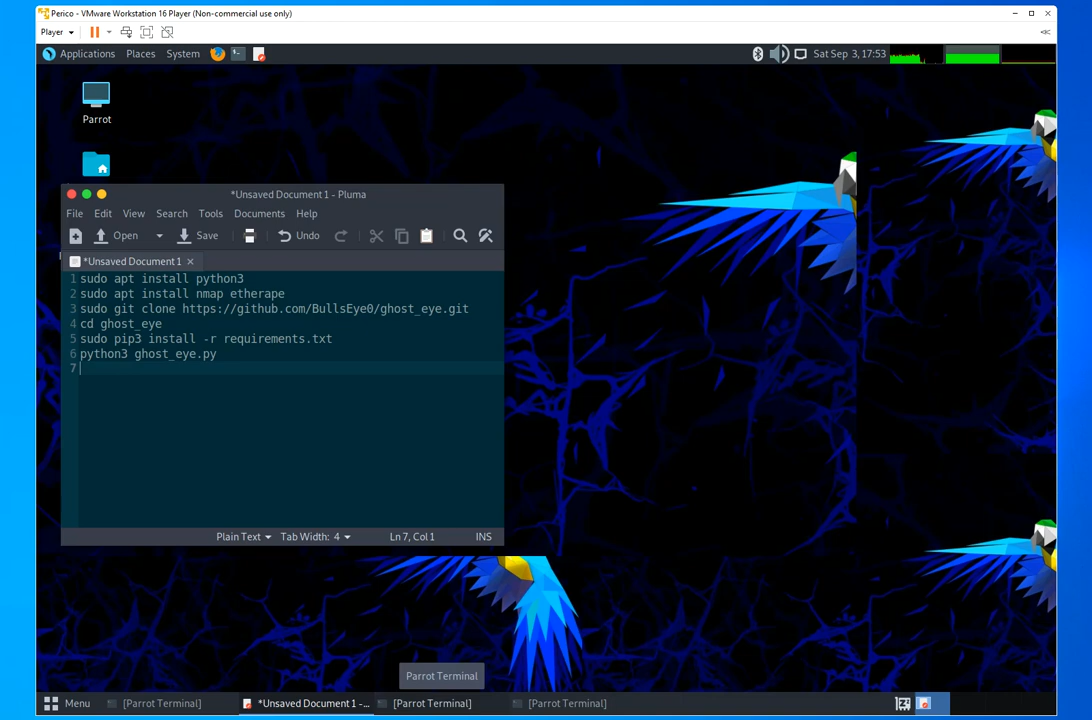 Perico - VMware Workstation 16 Player (Non-commercial use only)
Player
Applications Places System Sat Sep 3, 17:53
Parrot
*Unsaved Document 1 - Pluma
File Edit View Search Tools Documents Help
Open Save Undo
*Unsaved Document 1
1 sudo apt install python3
2 sudo apt install nmap etherape
3 sudo git clone https://github.com/BullsEye0/ghost_eye.git
4 cd ghost_eye
5 sudo pip3 install -r requirements.txt
6 python3 ghost_eye.py
7
Plain Text Tab Width: 4 Ln 7, Col 1 INS
Parrot Terminal
Menu [Parrot Terminal] *Unsaved Document 1 -... [Parrot Terminal] [Parrot Terminal]